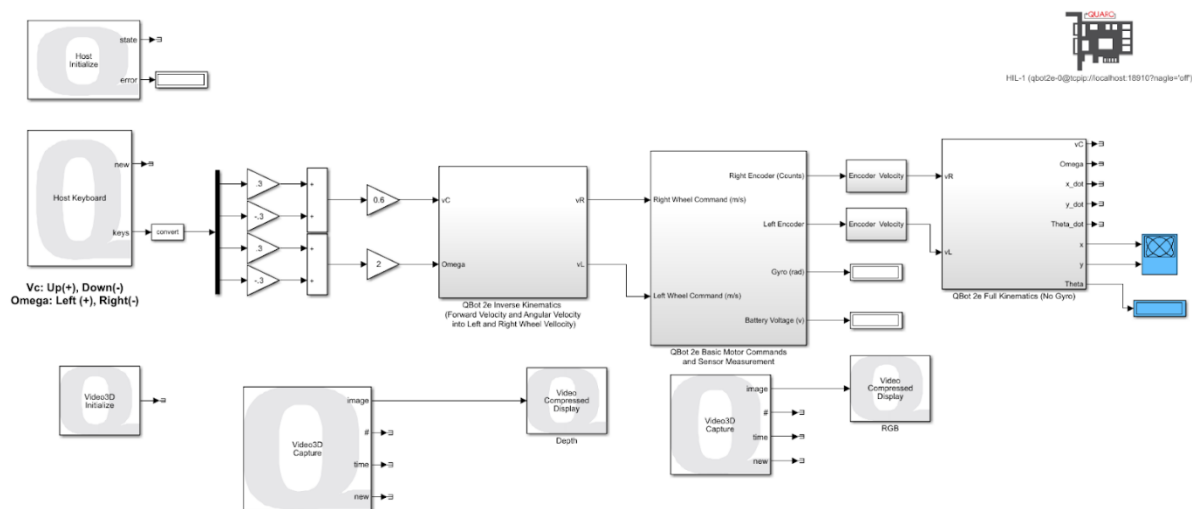 state
Host
Initialize
error
QUARC
HIL-1 (qbot2e-0@tcpip://localhost:18910?nagle='off')
new
Host Keyboard
keys
convert
Vc: Up(+), Down(-)
Omega: Left (+), Right(-)
.3
-.3
.3
-.3
+
+
+
+
0.6
2
vC
Omega
vR
vL
QBot 2e Inverse Kinematics
(Forward Velocity and Angular Velocity
into Left and Right Wheel Vellocity)
Right Wheel Command (m/s)
Left Wheel Command (m/s)
Right Encoder (Counts)
Left Encoder
Gyro (rad)
Battery Voltage (v)
QBot 2e Basic Motor Commands
and Sensor Measurement
Encoder Velocity
Encoder Velocity
vR
vL
vC
Omega
x_dot
y_dot
Theta_dot
x
y
Theta
QBot 2e Full Kinematics (No Gyro)
Video3D
Initialize
Video3D
Capture
image
#
time
new
Video
Compressed
Display
Depth
Video3D
Capture
image
#
time
new
Video
Compressed
Display
RGB